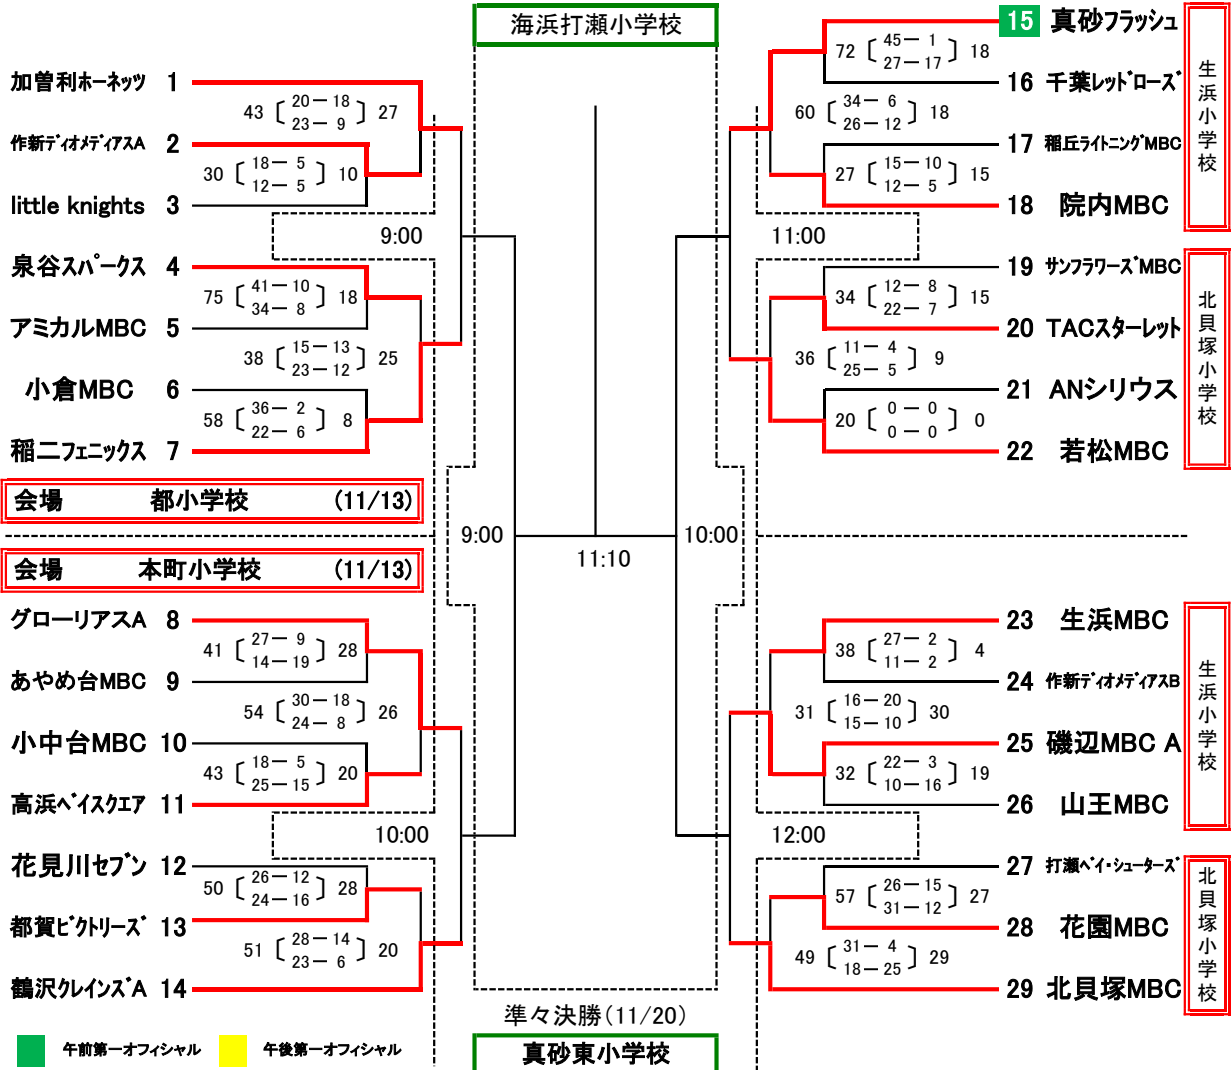 海浜打瀬小学校
加曽利ホーネッツ 1
43 20－18 23－9 27
作新ディオメディアスA 2
30 18－5 12－5 10
little knights 3
9:00
泉谷スパークス 4
75 41－10 34－8 18
アミカルMBC 5
38 15－13 23－12 25
小倉MBC 6
58 36－2 22－6 8
稲二フェニックス 7
会場 都小学校 (11/13)
会場 本町小学校 (11/13)
グローリアスA 8
41 27－9 14－19 28
あやめ台MBC 9
54 30－18 24－8 26
小中台MBC 10
43 18－5 25－15 20
高浜ベイスクエア 11
10:00
花見川セブン 12
50 26－12 24－16 28
都賀ビクトリーズ 13
51 28－14 23－6 20
鶴沢クレインズA 14
9:00
11:10
10:00
15 真砂フラッシュ
72 45－1 27－17 18
16 千葉レッドローズ
60 34－6 26－12 18
17 稲丘ライトニングMBC
27 15－10 12－5 15
18 院内MBC
生浜小学校
11:00
19 サンフラワーズMBC
34 12－8 22－7 15
20 TACスターレット
36 11－4 25－5 9
21 ANシリウス
20 0－0 0－0 0
22 若松MBC
北貝塚小学校
23 生浜MBC
38 27－2 11－2 4
24 作新ディオメディアスB
31 16－20 15－10 30
25 磯辺MBC A
32 22－3 10－16 19
26 山王MBC
生浜小学校
12:00
27 打瀬ベイ・シューターズ
57 26－15 31－12 27
28 花園MBC
49 31－4 18－25 29
29 北貝塚MBC
北貝塚小学校
準々決勝(11/20)
真砂東小学校
午前第一オフィシャル 午後第一オフィシャル